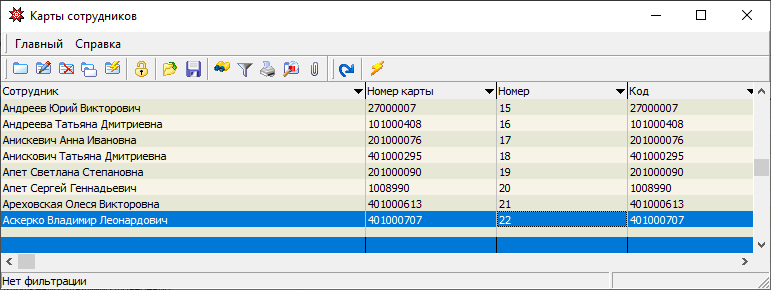 Карты сотрудников
Главный Справка
Сотрудник Номер карты Номер Код
Андреев Юрий Викторович 27000007 15 27000007
Андреева Татьяна Дмитриевна 101000408 16 101000408
Анискевич Анна Ивановна 201000076 17 201000076
Анискович Татьяна Дмитриевна 401000295 18 401000295
Апет Светлана Степановна 201000090 19 201000090
Апет Сергей Геннадьевич 1008990 20 1008990
Ареховская Олеся Викторовна 401000613 21 401000613
Аскерко Владимир Леонардович 401000707 22 401000707
Нет фильтрации